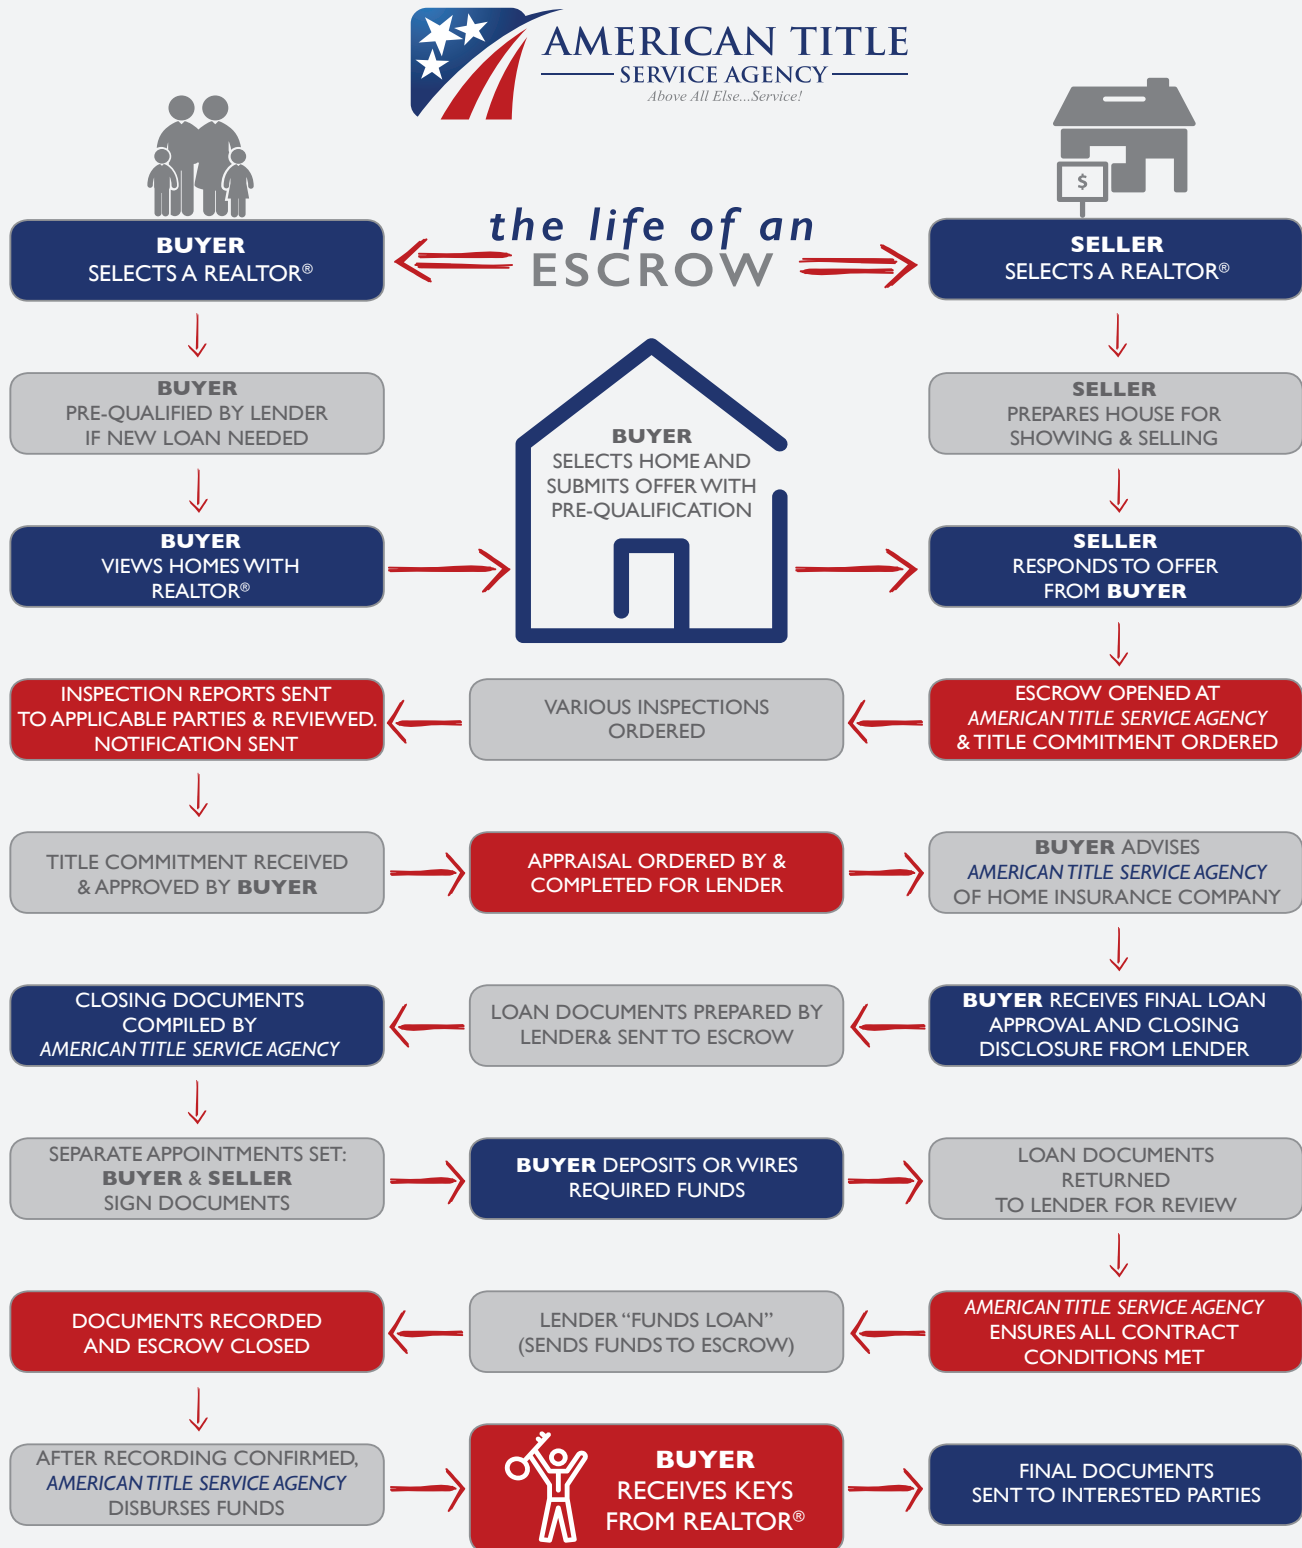 AMERICAN TITLE
SERVICE AGENCY
Above All Else...Service!
the life of an
ESCROW
BUYER
SELECTS A REALTOR®
$
SELLER
SELECTS A REALTOR®
BUYER
PRE-QUALIFIED BY LENDER
IF NEW LOAN NEEDED
SELLER
PREPARES HOUSE FOR
SHOWING & SELLING
BUYER
VIEWS HOMES WITH
REALTOR®
BUYER
SELECTS HOME AND
SUBMITS OFFER WITH
PRE-QUALIFICATION
SELLER
RESPONDS TO OFFER
FROM BUYER
ESCROW OPENED AT
AMERICAN TITLE SERVICE AGENCY
& TITLE COMMITMENT ORDERED
VARIOUS INSPECTIONS
ORDERED
INSPECTION REPORTS SENT
TO APPLICABLE PARTIES & REVIEWED.
NOTIFICATION SENT
TITLE COMMITMENT RECEIVED
& APPROVED BY BUYER
APPRAISAL ORDERED BY &
COMPLETED FOR LENDER
BUYER ADVISES
AMERICAN TITLE SERVICE AGENCY
OF HOME INSURANCE COMPANY
BUYER RECEIVES FINAL LOAN
APPROVAL AND CLOSING
DISCLOSURE FROM LENDER
LOAN DOCUMENTS PREPARED BY
LENDER& SENT TO ESCROW
CLOSING DOCUMENTS
COMPILED BY
AMERICAN TITLE SERVICE AGENCY
SEPARATE APPOINTMENTS SET:
BUYER & SELLER
SIGN DOCUMENTS
BUYER DEPOSITS OR WIRES
REQUIRED FUNDS
LOAN DOCUMENTS
RETURNED
TO LENDER FOR REVIEW
AMERICAN TITLE SERVICE AGENCY
ENSURES ALL CONTRACT
CONDITIONS MET
LENDER “FUNDS LOAN”
(SENDS FUNDS TO ESCROW)
DOCUMENTS RECORDED
AND ESCROW CLOSED
AFTER RECORDING CONFIRMED,
AMERICAN TITLE SERVICE AGENCY
DISBURSES FUNDS
BUYER
RECEIVES KEYS
FROM REALTOR®
FINAL DOCUMENTS
SENT TO INTERESTED PARTIES